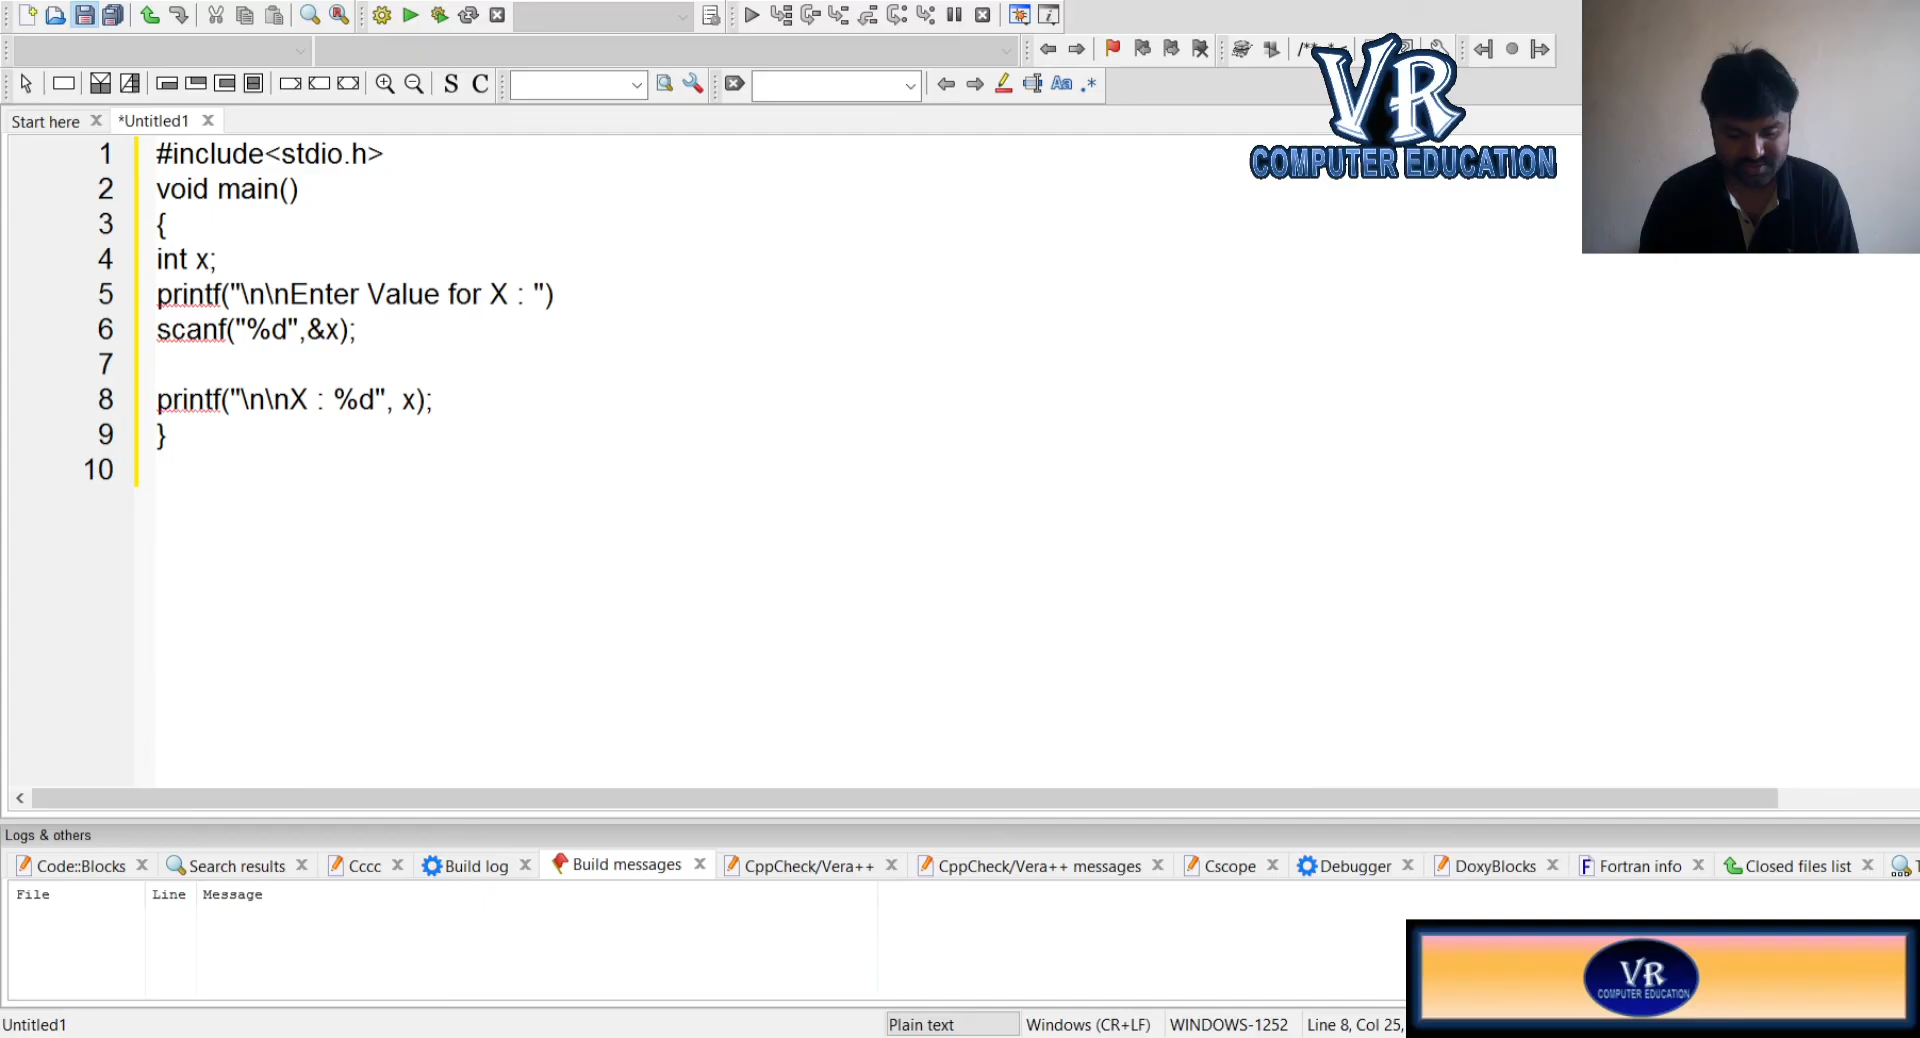 S C
Aa .*
/**
Start here
*Untitled1
VR
COMPUTER EDUCATION
1 #include<stdio.h>
2 void main()
3 {
4 int x;
5 printf("\n\nEnter Value for X : ")
6 scanf("%d",&x);
7
8 printf("\n\nX : %d", x);
9 }
10
Logs & others
Code::Blocks
Search results
Cccc
Build log
Build messages
CppCheck/Vera++
CppCheck/Vera++ messages
Cscope
Debugger
DoxyBlocks
Fortran info
Closed files list
File Line Message
VR
COMPUTER EDUCATION
Untitled1 Plain text Windows (CR+LF) WINDOWS-1252 Line 8, Col 25,